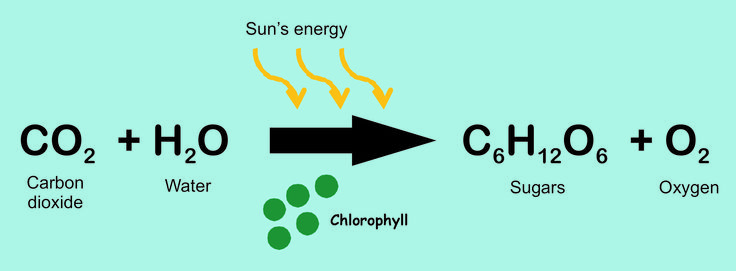 Sun's energy
CO₂ + H₂O C₆H₁₂O₆ + O₂
Carbon dioxide Water Sugars Oxygen
Chlorophyll